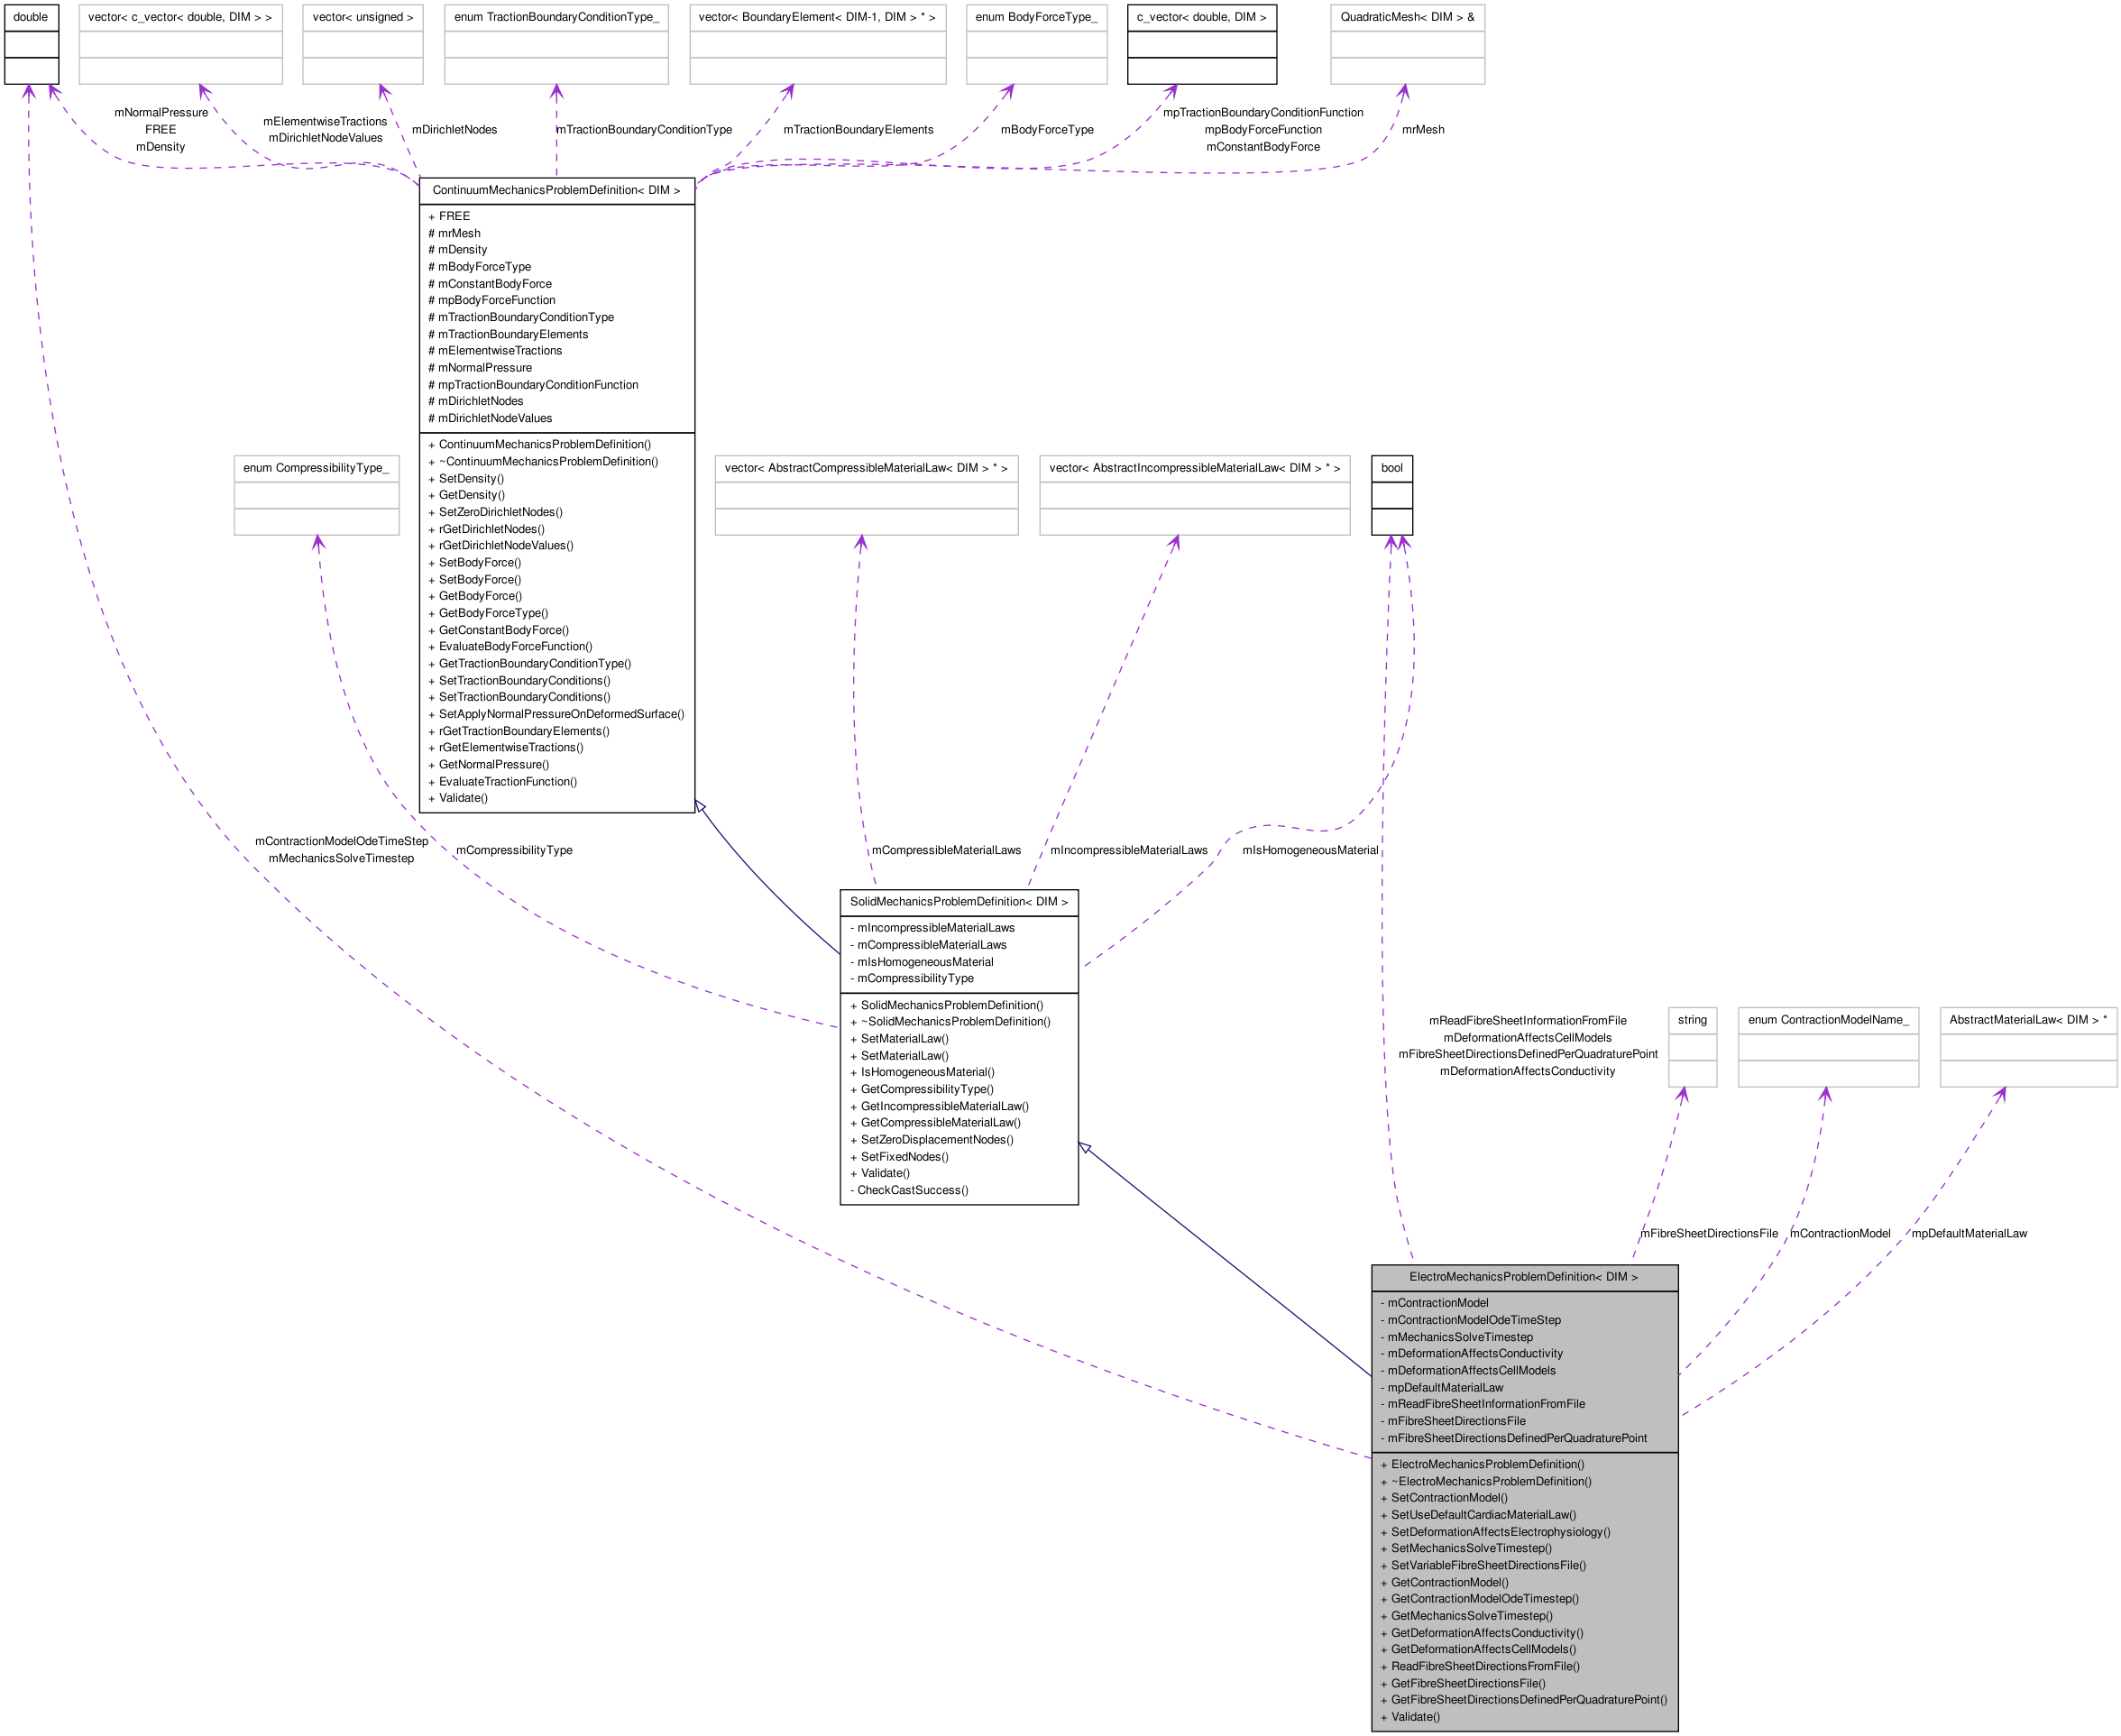 double
vector< c_vector< double, DIM > >
vector< unsigned >
enum TractionBoundaryConditionType_
vector< BoundaryElement< DIM-1, DIM > * >
enum BodyForceType_
c_vector< double, DIM >
QuadraticMesh< DIM > &
mNormalPressure
FREE
mDensity
mElementwiseTractions
mDirichletNodeValues
mDirichletNodes
mTractionBoundaryConditionType
mTractionBoundaryElements
mBodyForceType
mpTractionBoundaryConditionFunction
mpBodyForceFunction
mConstantBodyForce
mrMesh
ContinuumMechanicsProblemDefinition< DIM >
+ FREE
# mrMesh
# mDensity
# mBodyForceType
# mConstantBodyForce
# mpBodyForceFunction
# mTractionBoundaryConditionType
# mTractionBoundaryElements
# mElementwiseTractions
# mNormalPressure
# mpTractionBoundaryConditionFunction
# mDirichletNodes
# mDirichletNodeValues
+ ContinuumMechanicsProblemDefinition()
+ ~ContinuumMechanicsProblemDefinition()
+ SetDensity()
+ GetDensity()
+ SetZeroDirichletNodes()
+ rGetDirichletNodes()
+ rGetDirichletNodeValues()
+ SetBodyForce()
+ SetBodyForce()
+ GetBodyForce()
+ GetBodyForceType()
+ GetConstantBodyForce()
+ EvaluateBodyForceFunction()
+ GetTractionBoundaryConditionType()
+ SetTractionBoundaryConditions()
+ SetTractionBoundaryConditions()
+ SetApplyNormalPressureOnDeformedSurface()
+ rGetTractionBoundaryElements()
+ rGetElementwiseTractions()
+ GetNormalPressure()
+ EvaluateTractionFunction()
+ Validate()
enum CompressibilityType_
vector< AbstractCompressibleMaterialLaw< DIM > * >
vector< AbstractIncompressibleMaterialLaw< DIM > * >
bool
mContractionModelOdeTimeStep
mMechanicsSolveTimestep
mCompressibilityType
mCompressibleMaterialLaws
mIncompressibleMaterialLaws
mIsHomogeneousMaterial
SolidMechanicsProblemDefinition< DIM >
- mIncompressibleMaterialLaws
- mCompressibleMaterialLaws
- mIsHomogeneousMaterial
- mCompressibilityType
+ SolidMechanicsProblemDefinition()
+ ~SolidMechanicsProblemDefinition()
+ SetMaterialLaw()
+ SetMaterialLaw()
+ IsHomogeneousMaterial()
+ GetCompressibilityType()
+ GetIncompressibleMaterialLaw()
+ GetCompressibleMaterialLaw()
+ SetZeroDisplacementNodes()
+ SetFixedNodes()
+ Validate()
- CheckCastSuccess()
mReadFibreSheetInformationFromFile
mDeformationAffectsCellModels
mFibreSheetDirectionsDefinedPerQuadraturePoint
mDeformationAffectsConductivity
string
enum ContractionModelName_
AbstractMaterialLaw< DIM > *
mFibreSheetDirectionsFile
mContractionModel
mpDefaultMaterialLaw
ElectroMechanicsProblemDefinition< DIM >
- mContractionModel
- mContractionModelOdeTimeStep
- mMechanicsSolveTimestep
- mDeformationAffectsConductivity
- mDeformationAffectsCellModels
- mpDefaultMaterialLaw
- mReadFibreSheetInformationFromFile
- mFibreSheetDirectionsFile
- mFibreSheetDirectionsDefinedPerQuadraturePoint
+ ElectroMechanicsProblemDefinition()
+ ~ElectroMechanicsProblemDefinition()
+ SetContractionModel()
+ SetUseDefaultCardiacMaterialLaw()
+ SetDeformationAffectsElectrophysiology()
+ SetMechanicsSolveTimestep()
+ SetVariableFibreSheetDirectionsFile()
+ GetContractionModel()
+ GetContractionModelOdeTimestep()
+ GetMechanicsSolveTimestep()
+ GetDeformationAffectsConductivity()
+ GetDeformationAffectsCellModels()
+ ReadFibreSheetDirectionsFromFile()
+ GetFibreSheetDirectionsFile()
+ GetFibreSheetDirectionsDefinedPerQuadraturePoint()
+ Validate()